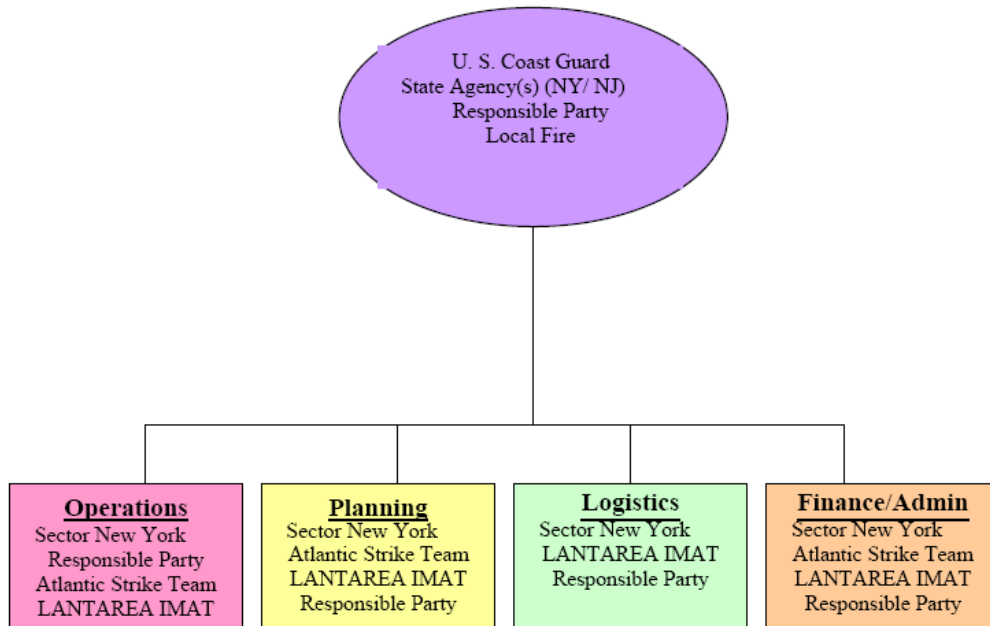 U. S. Coast Guard
State Agency(s) (NY/ NJ)
Responsible Party
Local Fire
Operations
Sector New York
Responsible Party
Atlantic Strike Team
LANTAREA IMAT
Planning
Sector New York
Atlantic Strike Team
LANTAREA IMAT
Responsible Party
Logistics
Sector New York
LANTAREA IMAT
Responsible Party
Finance/Admin
Sector New York
Atlantic Strike Team
LANTAREA IMAT
Responsible Party